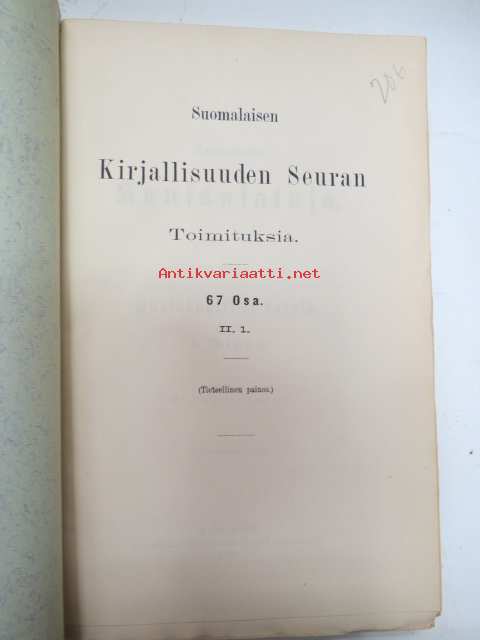 Suomalaisen
Kirjallisuuden Seuran
Toimituksia.
Antikvariaatti.net
67 Osa.
II. 1.
(Tieteellinen painos.)